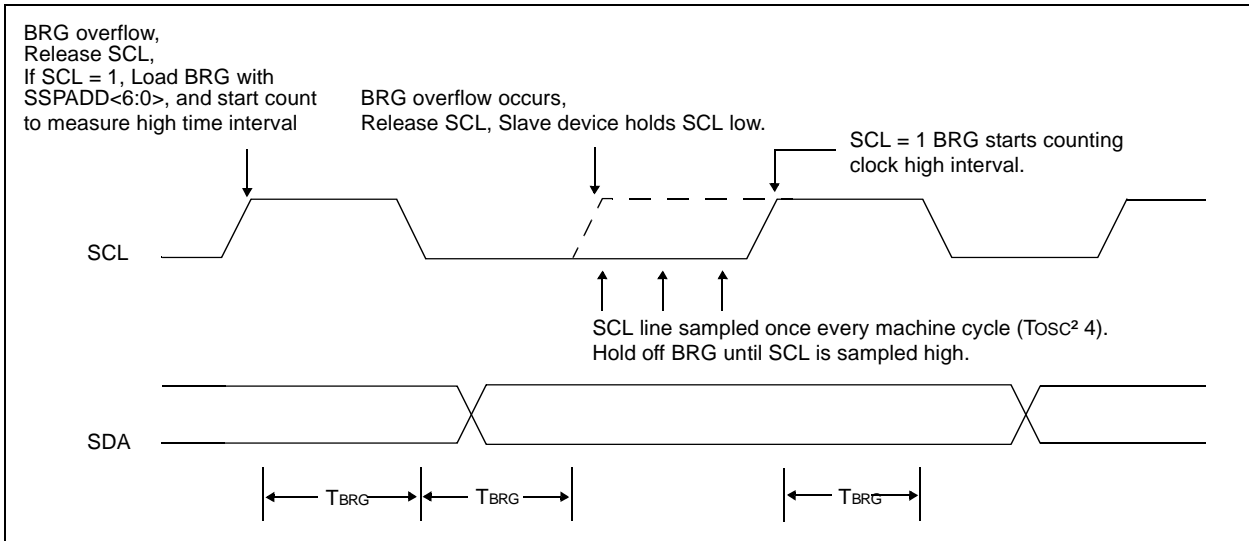 BRG overflow,
Release SCL,
If SCL = 1, Load BRG with
SSPADD<6:0>, and start count
to measure high time interval
BRG overflow occurs,
Release SCL, Slave device holds SCL low.
SCL = 1 BRG starts counting
clock high interval.
SCL
SCL line sampled once every machine cycle (TOSC² 4).
Hold off BRG until SCL is sampled high.
SDA
TBRG
TBRG
TBRG